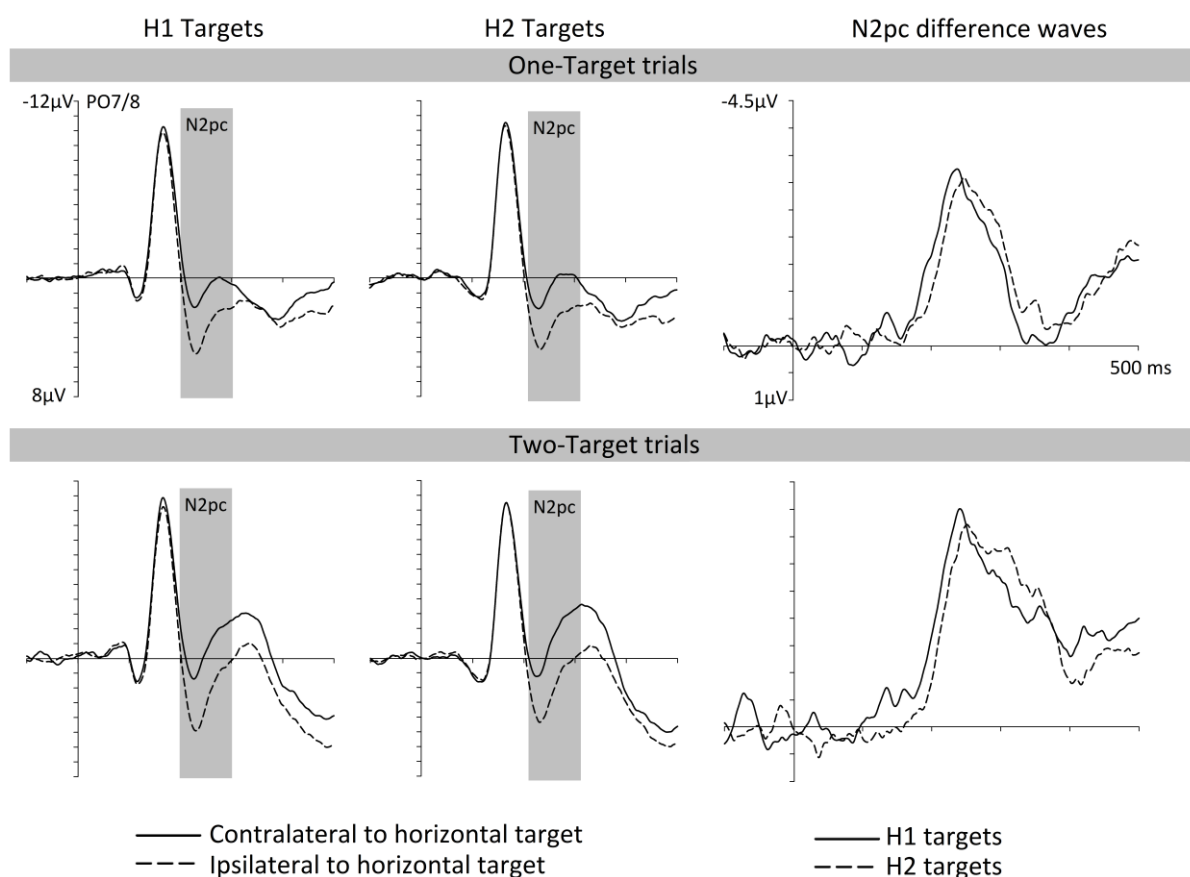 H1 Targets
H2 Targets
N2pc difference waves
One-Target trials
-12µV
PO7/8
N2pc
N2pc
-4.5µV
8µV
500 ms
1µV
Two-Target trials
N2pc
N2pc
Contralateral to horizontal target
Ipsilateral to horizontal target
H1 targets
H2 targets